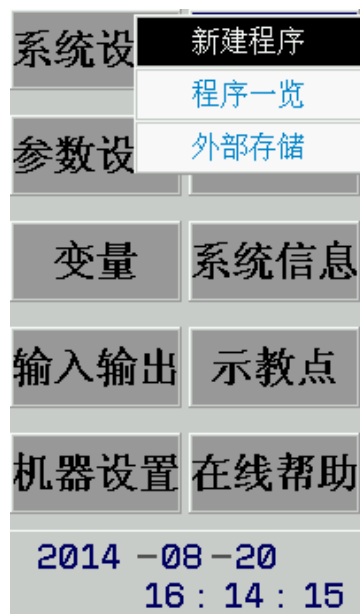 系统设
新建程序
程序一览
外部存储
参数设
变量
系统信息
输入输出
示教点
机器设置
在线帮助
2014-08-20
16:14:15